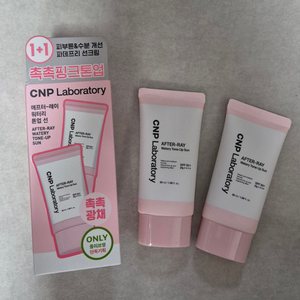 1+1
피부톤&수분 개선
파데프리 선크림
촉촉핑크톤업
CNP Laboratory
애프터-레이
워터리
톤업 선
AFTER-RAY
WATERY
TONE-UP
SUN
CNP Laboratory
촉촉
광채
ONLY
CNP Laboratory
AFTER-RAY
Watery Tone Up Sun
CNP Laboratory
AFTER-RAY
Watery Tone Up Sun